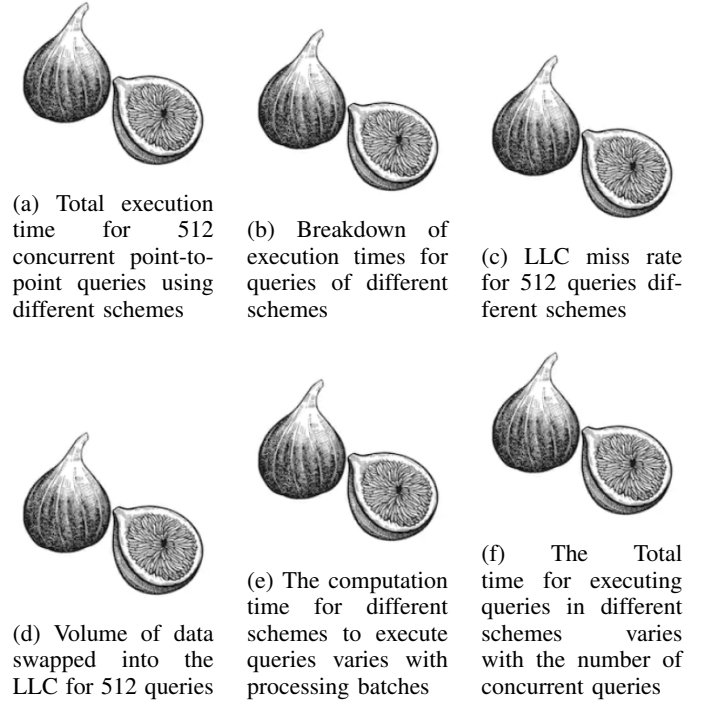 (a) Total execution
time for 512
concurrent point-to-
point queries using
different schemes
(b) Breakdown of
execution times for
queries of different
schemes
(c) LLC miss rate
for 512 queries dif-
ferent schemes
(d) Volume of data
swapped into the
LLC for 512 queries
(e) The computation
time for different
schemes to execute
queries varies with
processing batches
(f) The Total
time for executing
queries in different
schemes varies
with the number of
concurrent queries